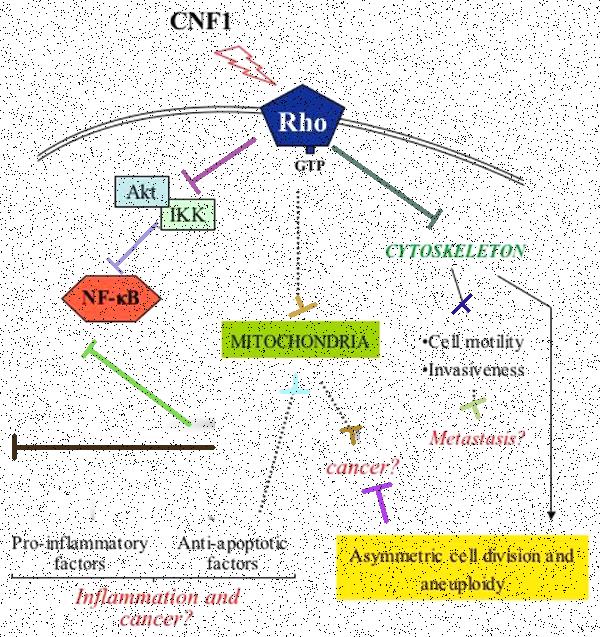 CNF1
Rho
GTP
Akt
IKK
CYTOSKELETON
NF-κB
MITOCHONDRIA
•Cell motility
•Invasiveness
Metastasis?
cancer?
Pro-inflammatory
factors
Anti-apoptotic
factors
Asymmetric cell division and
aneuploidy
Inflammation and
cancer?